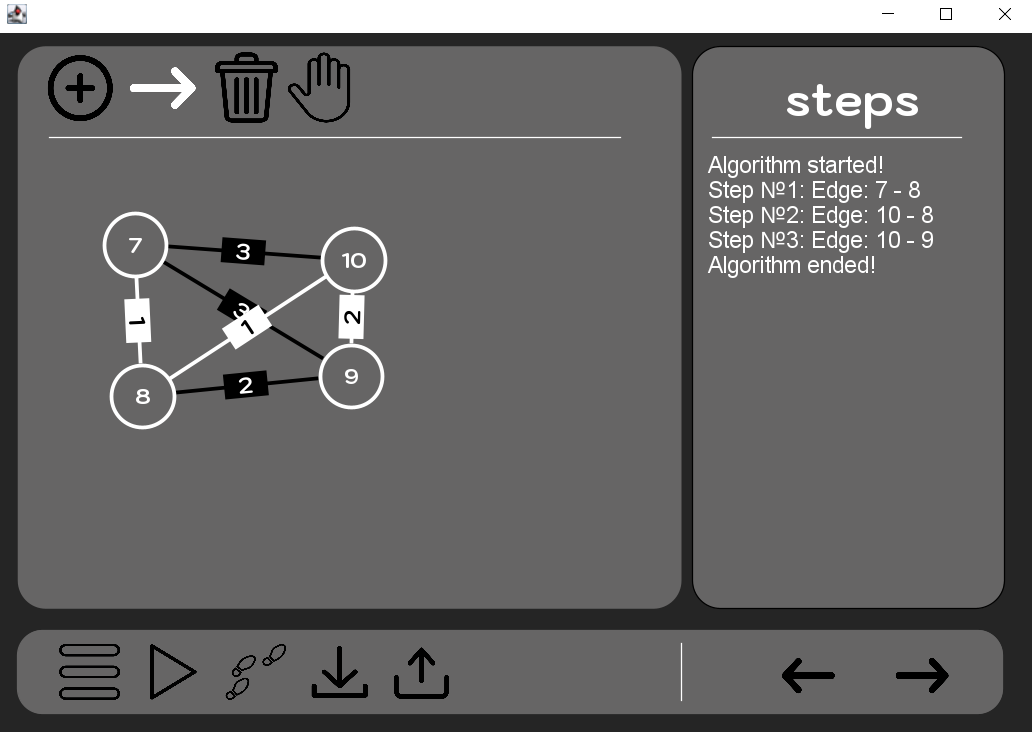 steps
Algorithm started!
Step №1: Edge: 7 - 8
Step №2: Edge: 10 - 8
Step №3: Edge: 10 - 9
Algorithm ended!
7
3
10
3
1
1
2
8
2
9